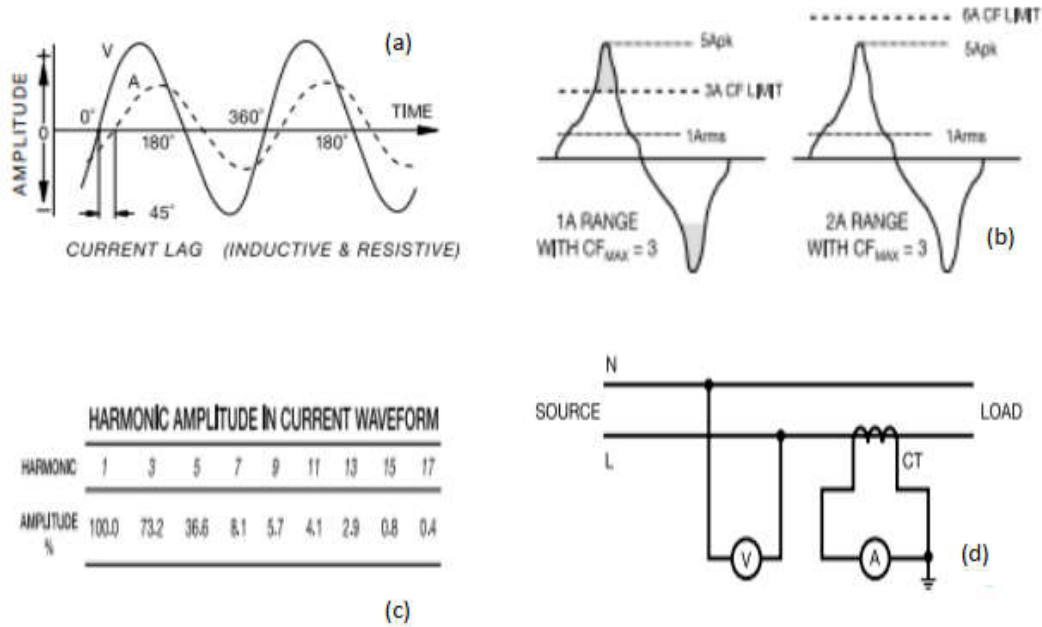 (a)
AMPLITUDE
+
0
−
V
A
TIME
0°
180°
360°
180°
45°
CURRENT LAG (INDUCTIVE & RESISTIVE)
5Apk
3A CF LIMIT
1Arms
1A RANGE
WITH CFMAX = 3
6A CF LIMIT
5Apk
1Arms
2A RANGE
WITH CFMAX = 3
(b)
HARMONIC AMPLITUDE IN CURRENT WAVEFORM
HARMONIC 1 3 5 7 9 11 13 15 17
AMPLITUDE % 100.0 73.2 36.6 8.1 5.7 4.1 2.9 0.8 0.4
(c)
N
SOURCE LOAD
L CT
V A
(d)